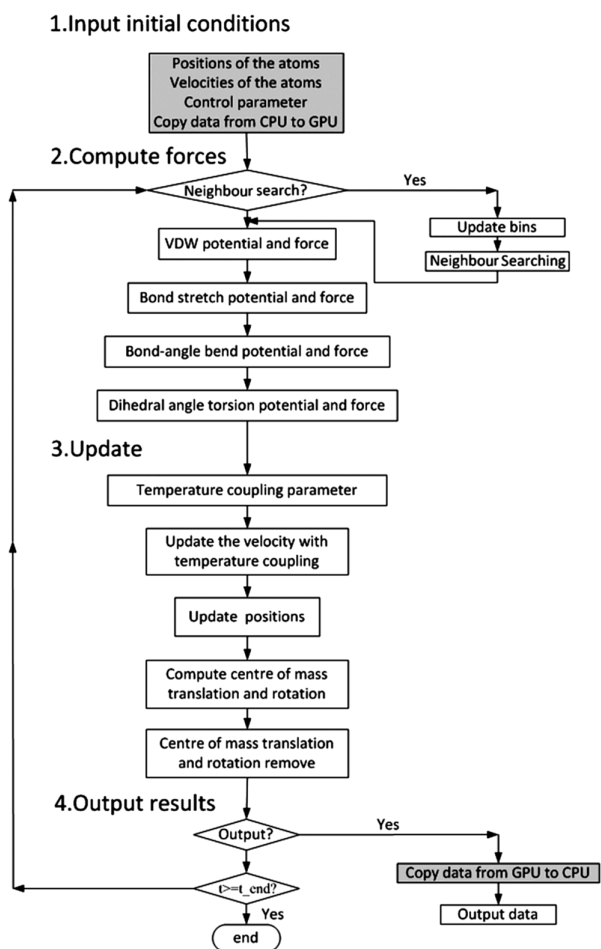 1.Input initial conditions
Positions of the atoms
Velocities of the atoms
Control parameter
Copy data from CPU to GPU
2.Compute forces
Neighbour search?
Yes
Update bins
Neighbour Searching
VDW potential and force
Bond stretch potential and force
Bond-angle bend potential and force
Dihedral angle torsion potential and force
3.Update
Temperature coupling parameter
Update the velocity with
temperature coupling
Update positions
Compute centre of mass
translation and rotation
Centre of mass translation
and rotation remove
4.Output results
Output?
Yes
Copy data from GPU to CPU
Output data
t>=t_end?
Yes
end